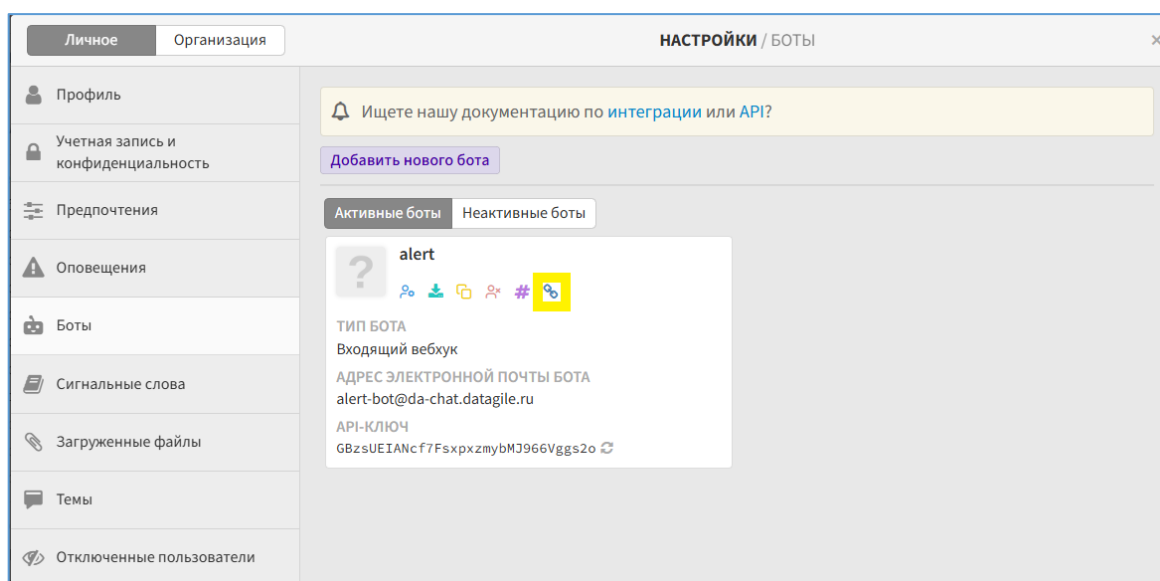 Личное
Организация
НАСТРОЙКИ / БОТЫ
Профиль
Учетная запись и
конфиденциальность
Предпочтения
Оповещения
Боты
Сигнальные слова
Загруженные файлы
Темы
Отключенные пользователи
Ищете нашу документацию по интеграции или API?
Добавить нового бота
Активные боты
Неактивные боты
alert
ТИП БОТА
Входящий вебхук
АДРЕС ЭЛЕКТРОННОЙ ПОЧТЫ БОТА
alert-bot@da-chat.datagile.ru
API-КЛЮЧ
GBzsUEIANcf7FsxpxzmybMJ966Vggs2o